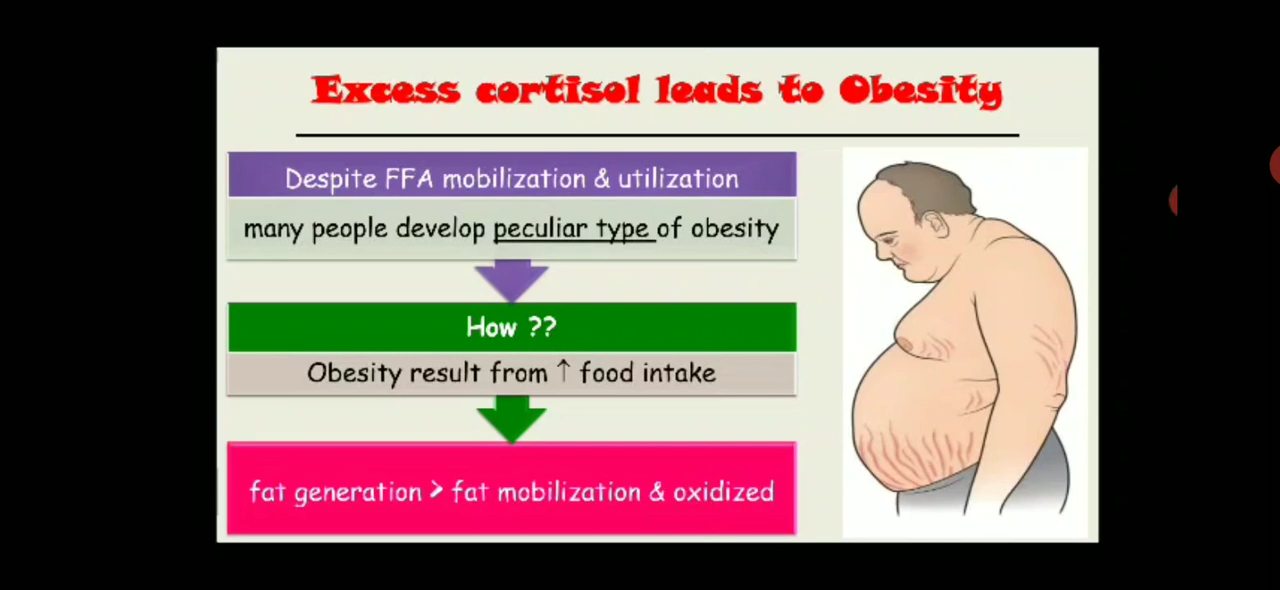 Excess cortisol leads to Obesity
Despite FFA mobilization & utilization
many people develop peculiar type of obesity
How ??
Obesity result from ↑ food intake
fat generation > fat mobilization & oxidized